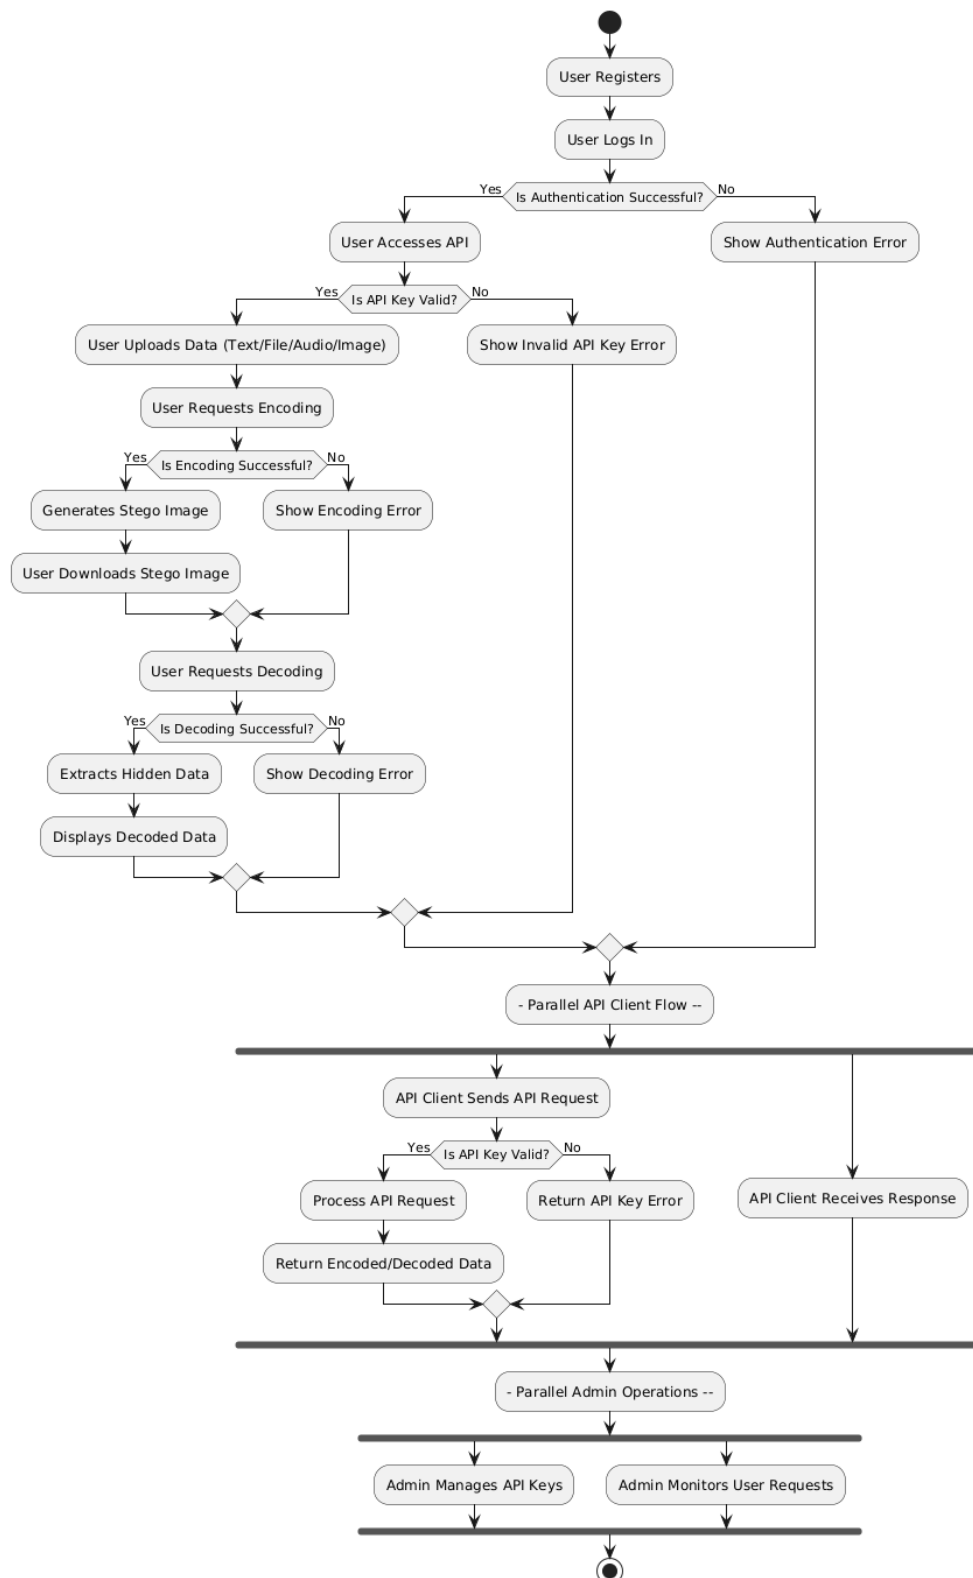 User Registers
User Logs In
Yes
Is Authentication Successful?
No
User Accesses API
Show Authentication Error
Yes
Is API Key Valid?
No
User Uploads Data (Text/File/Audio/Image)
Show Invalid API Key Error
User Requests Encoding
Yes
Is Encoding Successful?
No
Generates Stego Image
Show Encoding Error
User Downloads Stego Image
User Requests Decoding
Yes
Is Decoding Successful?
No
Extracts Hidden Data
Show Decoding Error
Displays Decoded Data
- Parallel API Client Flow --
API Client Sends API Request
Yes
Is API Key Valid?
No
Process API Request
Return API Key Error
API Client Receives Response
Return Encoded/Decoded Data
- Parallel Admin Operations --
Admin Manages API Keys
Admin Monitors User Requests